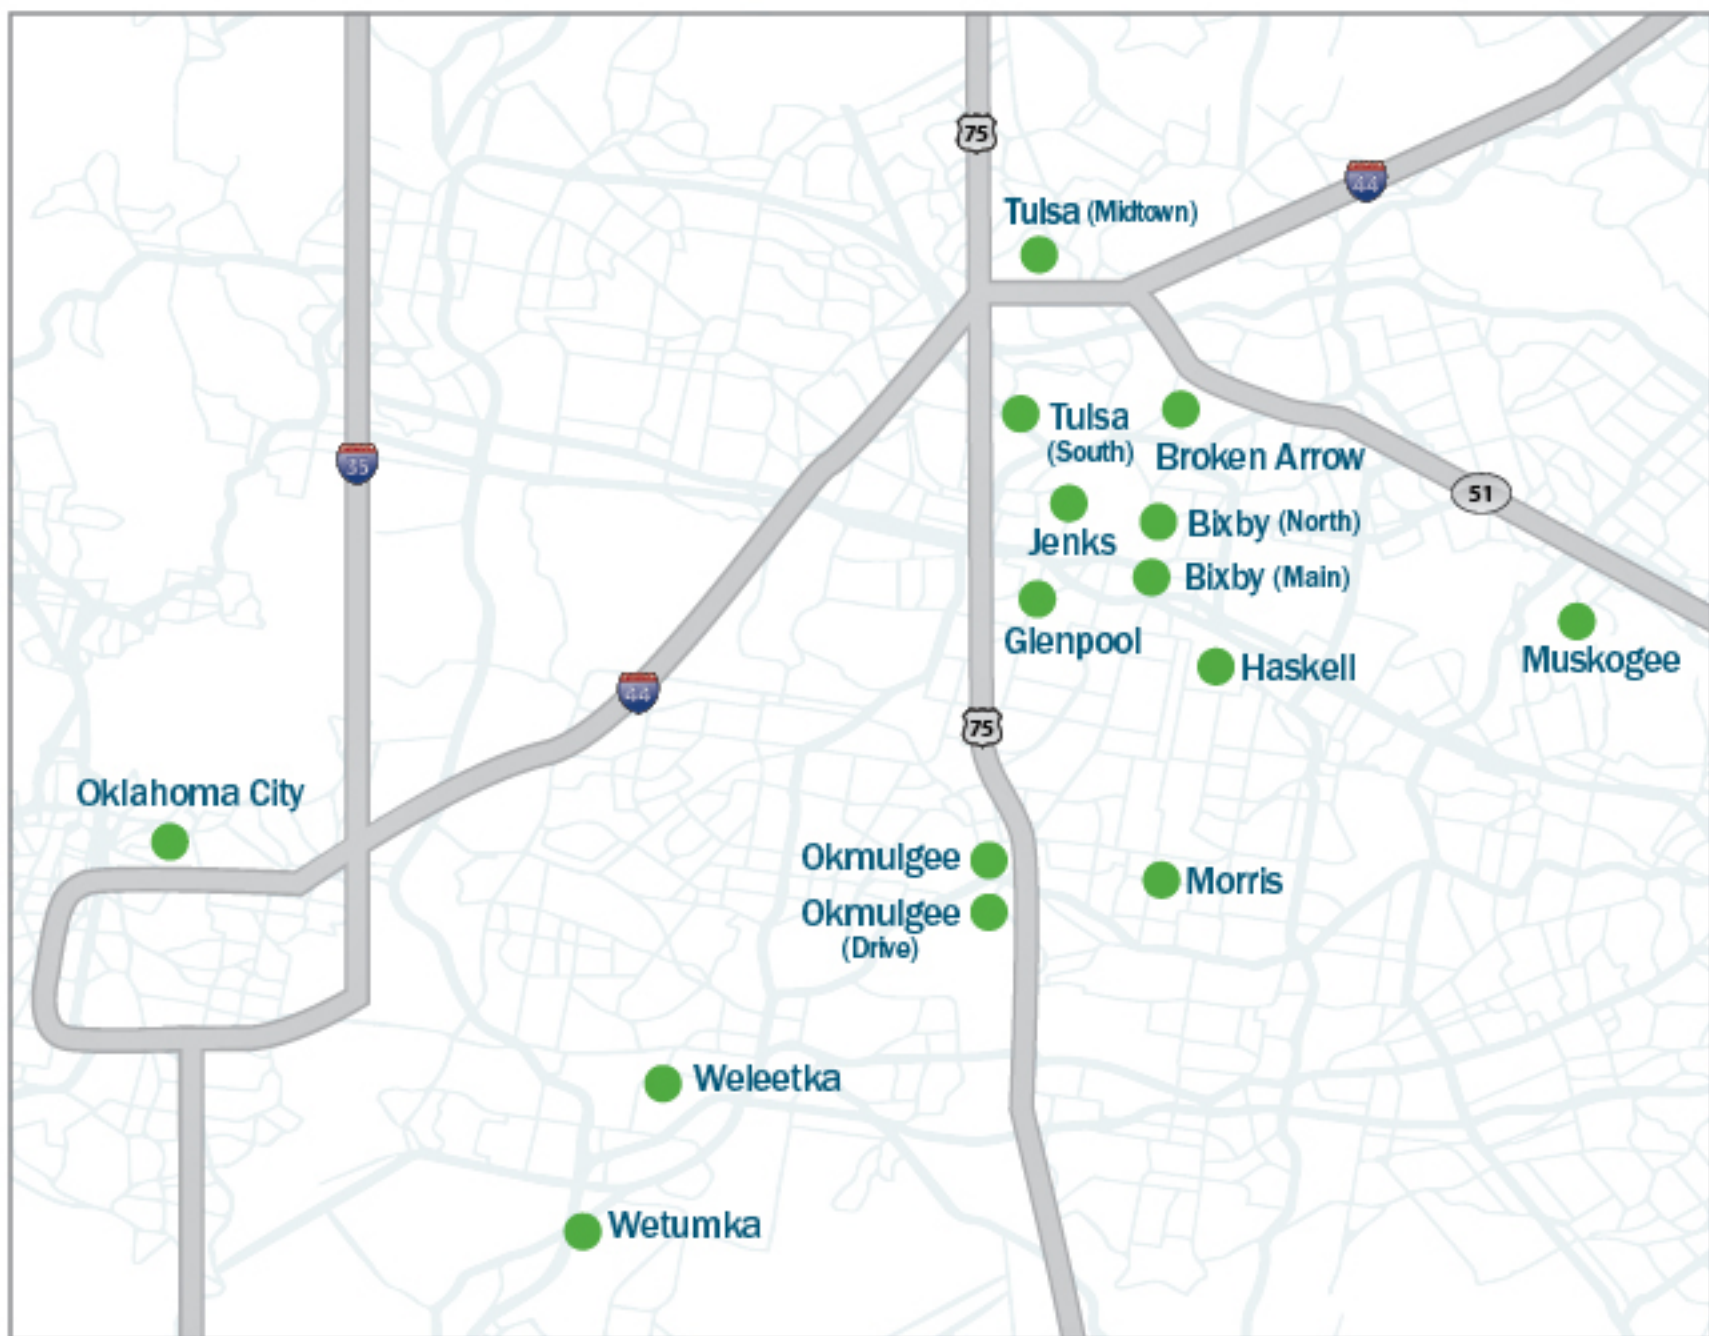 75
44
Tulsa (Midtown)
Tulsa
(South)
Broken Arrow
35
51
Jenks
Bixby (North)
Bixby (Main)
Glenpool
Haskell
Muskogee
44
75
Oklahoma City
Okmulgee
Morris
Okmulgee
(Drive)
Weleetka
Wetumka